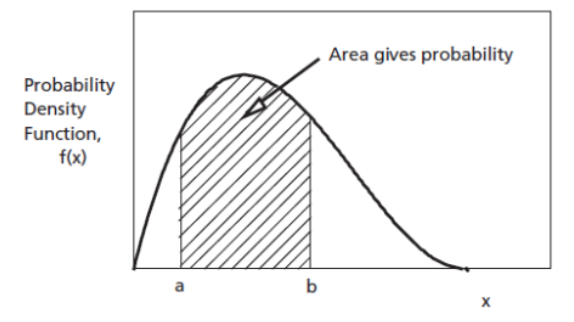 Area gives probability
Probability
Density
Function,
f(x)
a
b
x